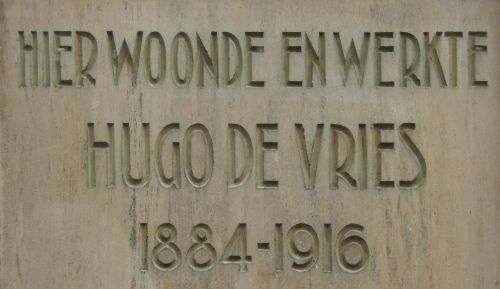 HIER WOONDE EN WERKTE
HUGO DE VRIES
1884-1916